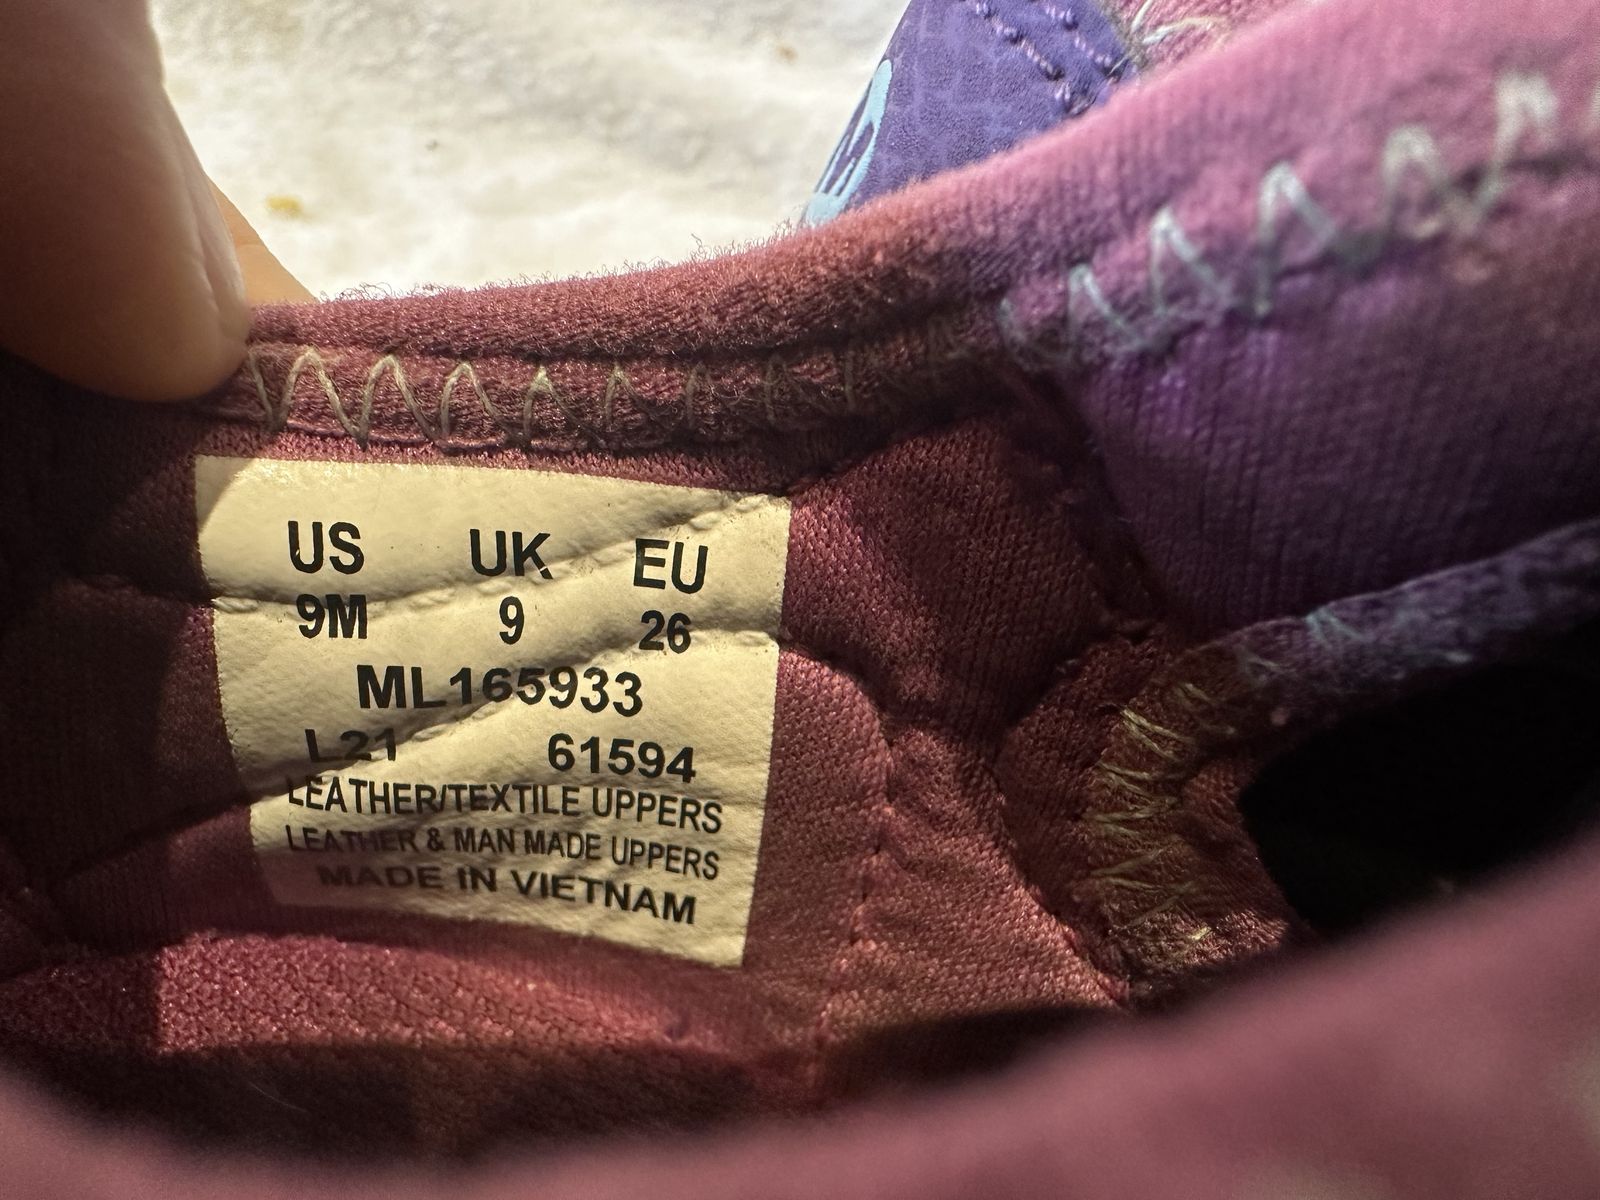 US UK EU
9M 9 26
ML165933
L21 61594
LEATHER/TEXTILE UPPERS
LEATHER & MAN MADE UPPERS
MADE IN VIETNAM